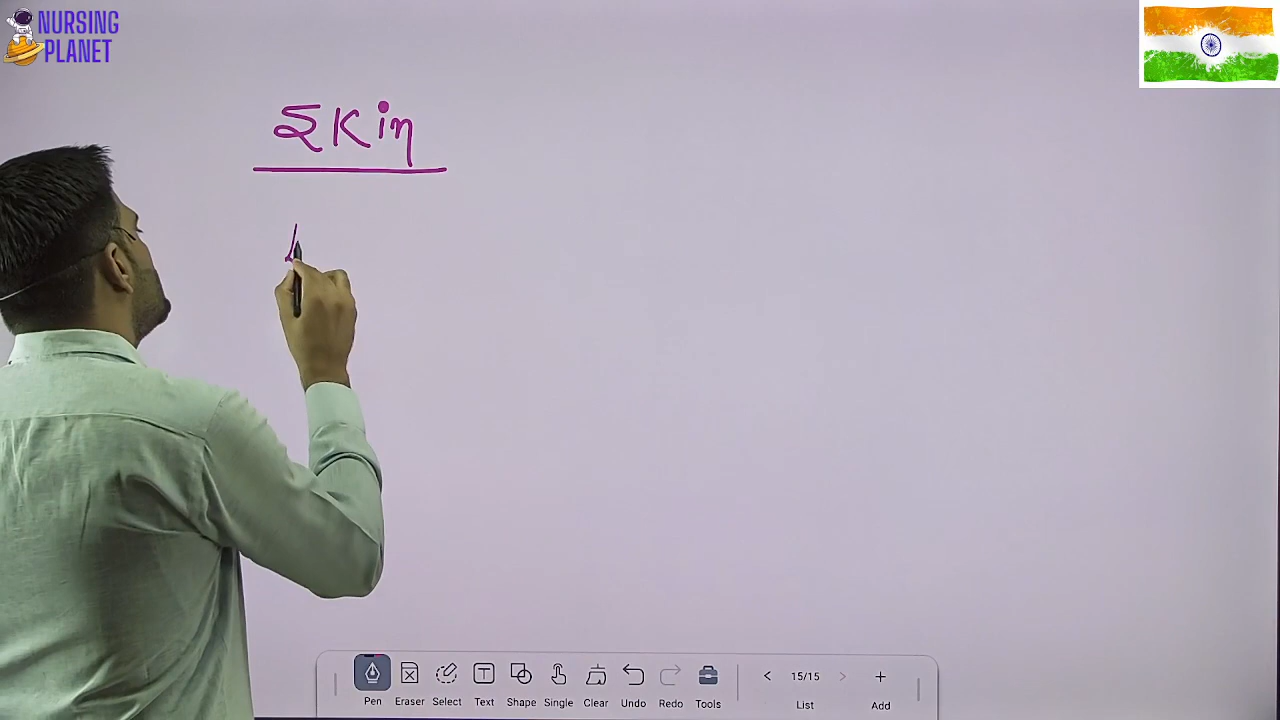 NURSING
PLANET
Skin
Pen Eraser Select Text Shape Single Clear Undo Redo Tools < 15/15 > +
List Add